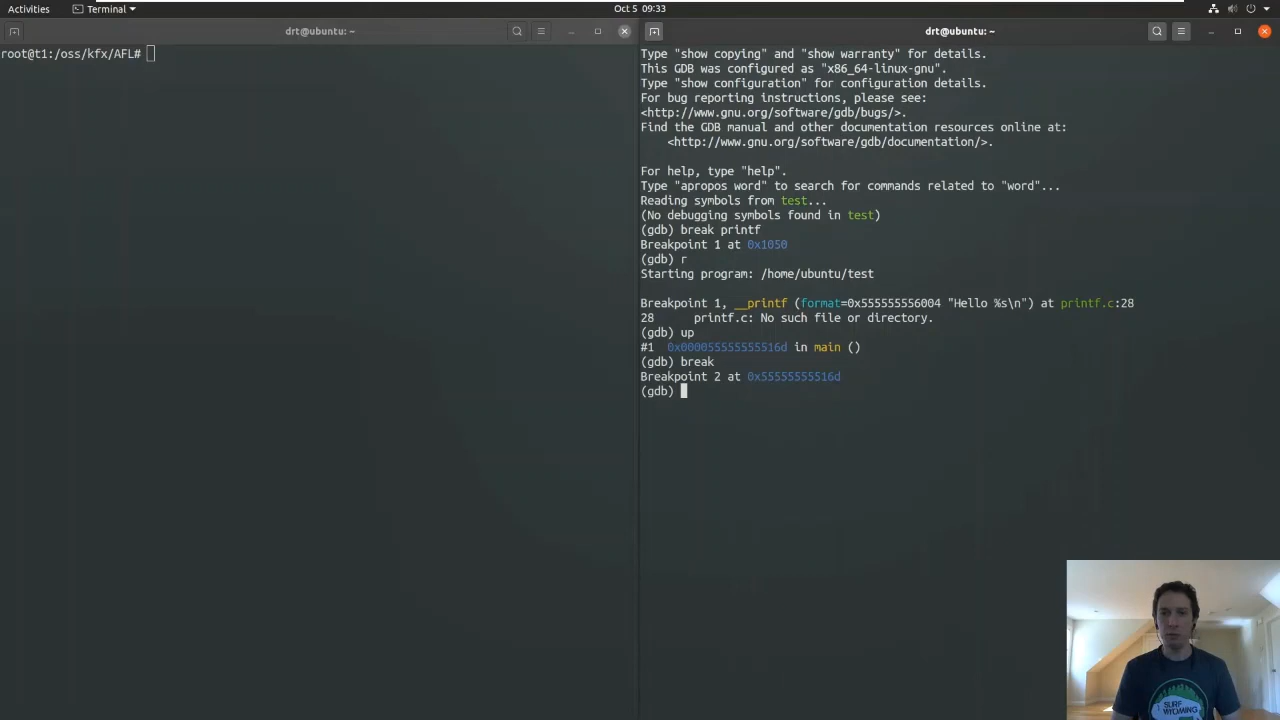 Activities Terminal Oct 5 09:33
drt@ubuntu: ~
root@t1:/oss/kfx/AFL#
drt@ubuntu: ~
Type "show copying" and "show warranty" for details.
This GDB was configured as "x86_64-linux-gnu".
Type "show configuration" for configuration details.
For bug reporting instructions, please see:
<http://www.gnu.org/software/gdb/bugs/>.
Find the GDB manual and other documentation resources online at:
    <http://www.gnu.org/software/gdb/documentation/>.
For help, type "help".
Type "apropos word" to search for commands related to "word"...
Reading symbols from test...
(No debugging symbols found in test)
(gdb) break printf
Breakpoint 1 at 0x1050
(gdb) r
Starting program: /home/ubuntu/test
Breakpoint 1, __printf (format=0x555555556004 "Hello %s\n") at printf.c:28
28      printf.c: No such file or directory.
(gdb) up
#1  0x000055555555516d in main ()
(gdb) break
Breakpoint 2 at 0x55555555516d
(gdb)
SURF
WYOMING